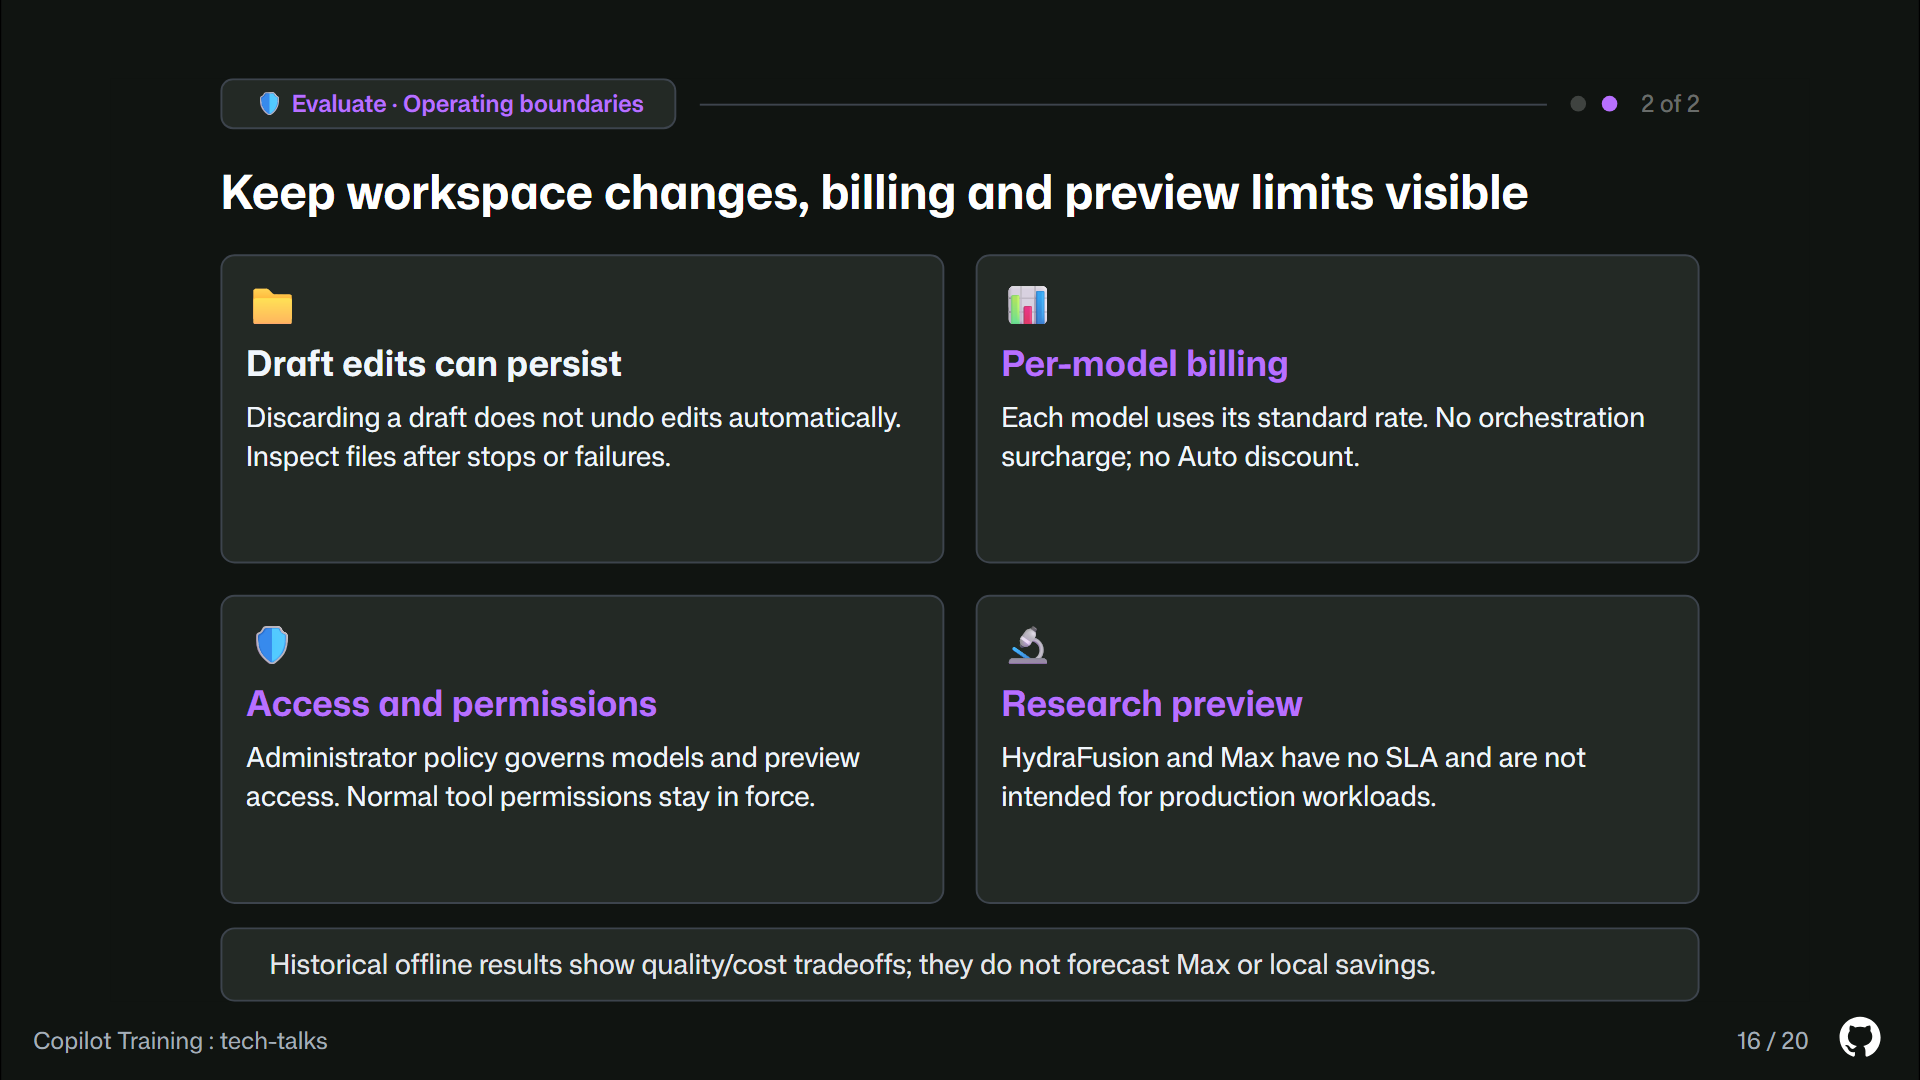 Evaluate · Operating boundaries
2 of 2
Keep workspace changes, billing and preview limits visible
Draft edits can persist
Discarding a draft does not undo edits automatically.
Inspect files after stops or failures.
Per-model billing
Each model uses its standard rate. No orchestration
surcharge; no Auto discount.
Access and permissions
Administrator policy governs models and preview
access. Normal tool permissions stay in force.
Research preview
HydraFusion and Max have no SLA and are not
intended for production workloads.
Historical offline results show quality/cost tradeoffs; they do not forecast Max or local savings.
Copilot Training : tech-talks
16 / 20